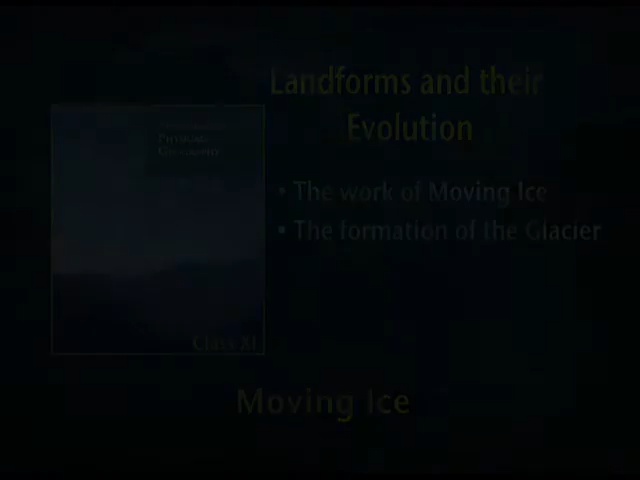 Landforms and their
Evolution
Physical
Geography
• The work of Moving Ice
• The formation of the Glacier
Class XI
Moving Ice